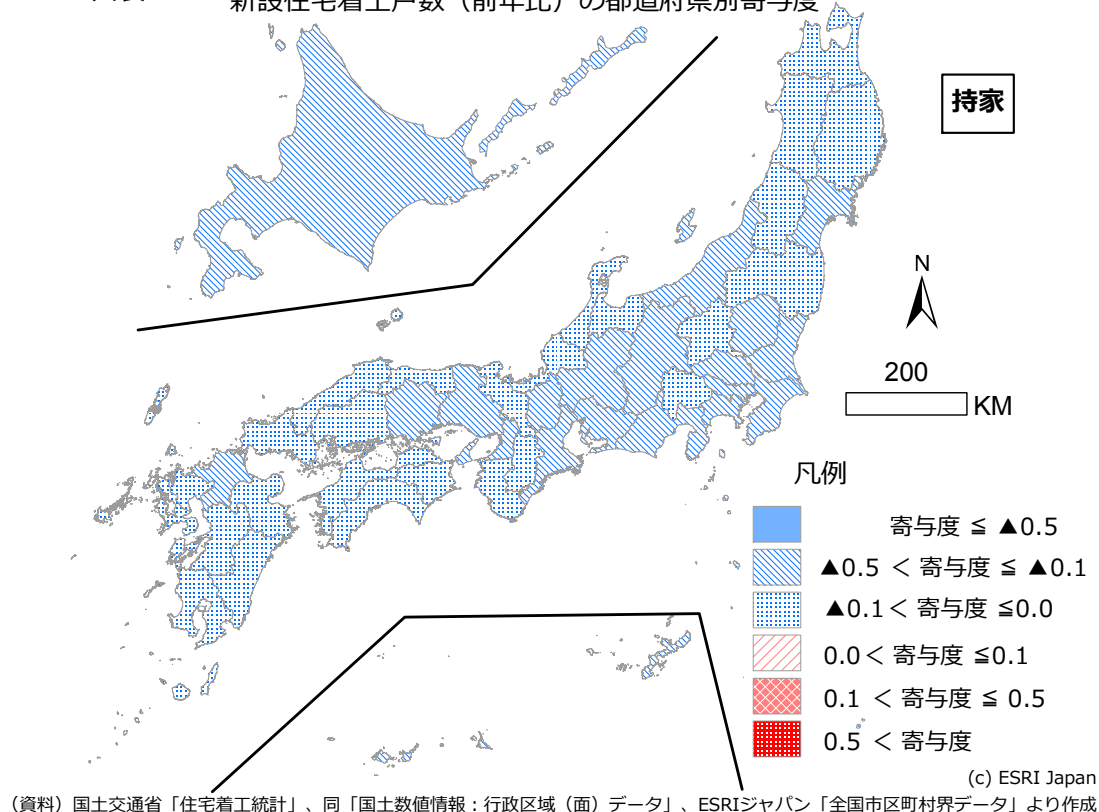 新設住宅着工戸数（前年比）の都道府県別寄与度
持家
N
200
KM
凡例
寄与度 ≦ ▲0.5
▲0.5 ＜ 寄与度 ≦ ▲0.1
▲0.1＜ 寄与度 ≦0.0
0.0＜ 寄与度 ≦0.1
0.1 ＜ 寄与度 ≦ 0.5
0.5 ＜ 寄与度
(c) ESRI Japan
（資料）国土交通省「住宅着工統計」、同「国土数値情報：行政区域（面）データ」、ESRIジャパン「全国市区町村界データ」より作成